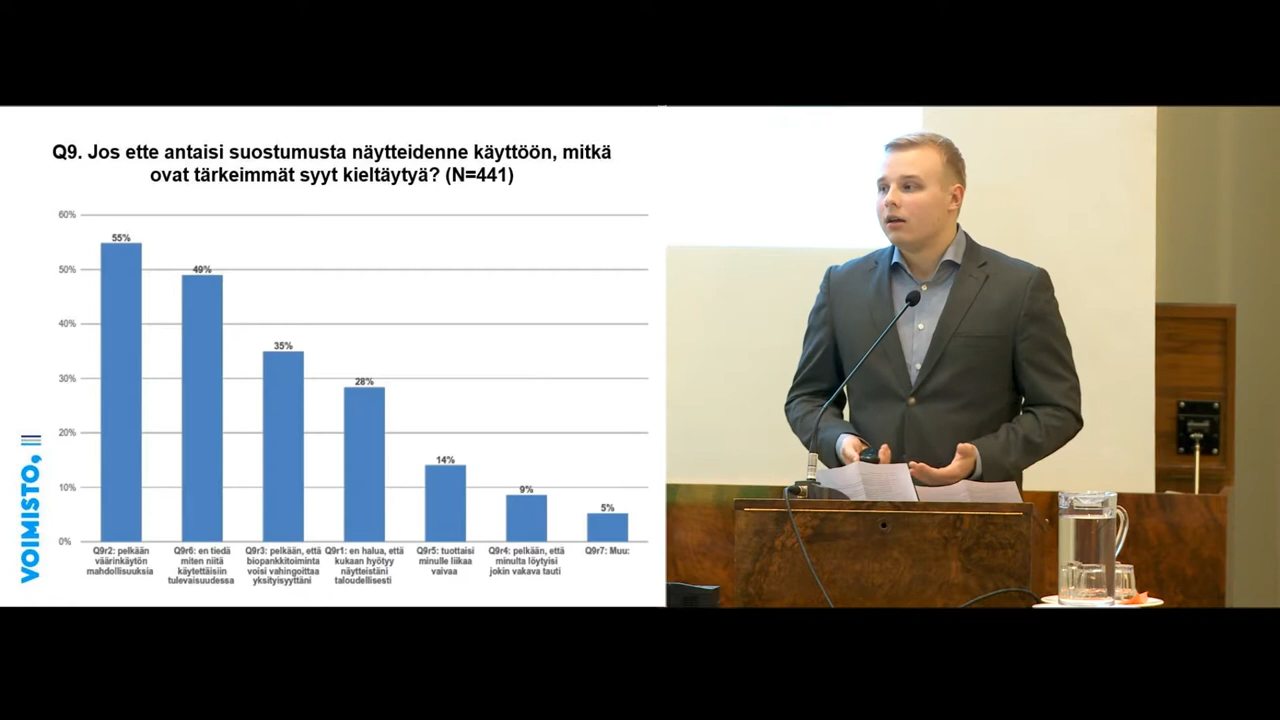 Q9. Jos ette antaisi suostumusta näytteidenne käyttöön, mitkä
ovat tärkeimmät syyt kieltäytyä? (N=441)
60%
50%
40%
30%
20%
10%
0%
55%
49%
35%
28%
14%
9%
5%
Q9r2: pelkään
väärinkäytön
mahdollisuuksia
Q9r6: en tiedä
miten niitä
käytettäisiin
tulevaisuudessa
Q9r3: pelkään, että
biopankkitoiminta
voisi vahingoittaa
yksityisyyttäni
Q9r1: en halua, että
kukaan hyötyy
näytteistäni
taloudellisesti
Q9r5: tuottaisi
minulle liikaa
vaivaa
Q9r4: pelkään, että
minulta löytyisi
jokin vakava tauti
Q9r7: Muu:
VOIMISTO,